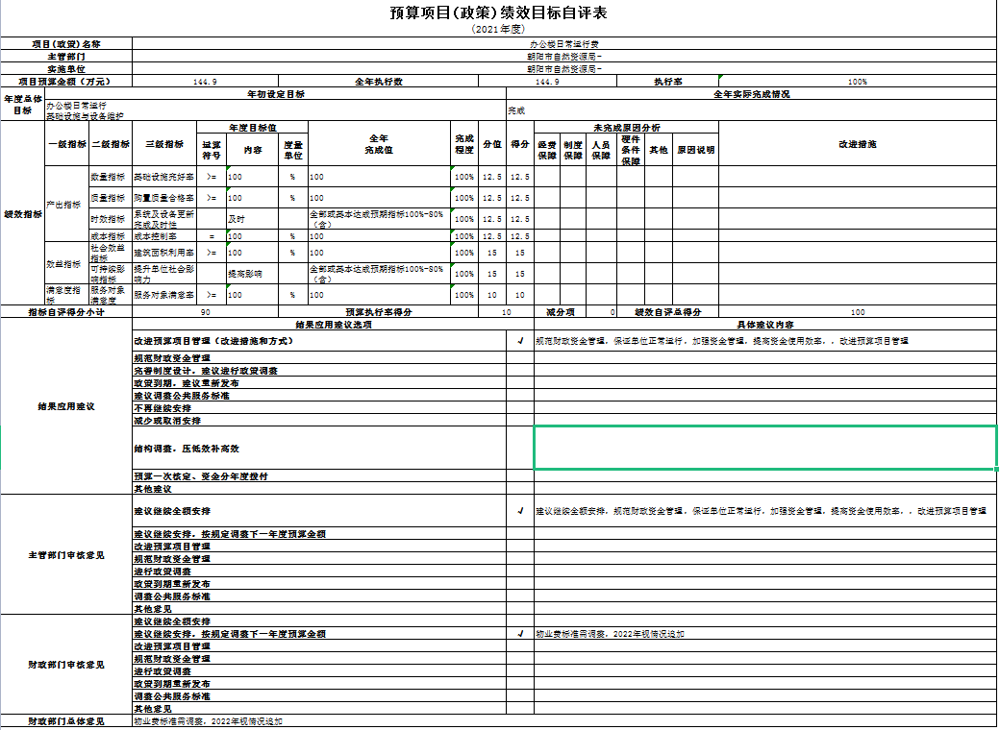 预算项目(政策)绩效目标自评表
(2021年度)
项目(政策)名称 办公楼日常运行费
主管部门 朝阳市自然资源局-
实施单位 朝阳市自然资源局-
项目预算金额(万元) 144.9 全年执行数 144.9 执行率 100%
年度总体目标 年初设定目标 全年实际完成情况
办公楼日常运行
基础设施与设备维护 完成
绩效指标 一级指标 二级指标 三级指标 年度目标值 全年完成值 完成程度 分值 得分 未完成原因分析 改进措施
运算符号 内容 度量单位 经费保障 制度保障 人员保障 硬件条件保障 其他 原因说明
产出指标 数量指标 基础设施完好率 >= 100 % 100 100% 12.5 12.5
质量指标 购置质量合格率 >= 100 % 100 100% 12.5 12.5
时效指标 系统及设备更新完成及时性 及时 全部或基本达成预期指标100%-80%(含) 100% 12.5 12.5
成本指标 成本控制率 = 100 % 100 100% 12.5 12.5
效益指标 社会效益指标 建筑面积利用率 >= 100 % 100 100% 15 15
可持续影响指标 提升单位社会影响力 提高影响 全部或基本达成预期指标100%-80%(含) 100% 15 15
满意度指标 服务对象满意度 服务对象满意率 >= 100 % 100 100% 10 10
指标自评得分小计 90 预算执行率得分 10 减分项 0 绩效自评总得分 100
结果应用建议 结果应用建议选项 具体建议内容
改进预算项目管理(改进措施和方式) √ 规范财政资金管理，保证单位正常运行，加强资金管理，提高资金使用效率，，改进预算项目管理
规范财政资金管理
完善制度设计，建议进行政策调整
政策到期，建议重新发布
建议调整公共服务标准
不再继续安排
减少或取消安排
结构调整，压低效补高效
预算一次核定、资金分年度拨付
其他建议
主管部门审核意见 建议继续全额安排 √ 建议继续全额安排，规范财政资金管理，保证单位正常运行，加强资金管理，提高资金使用效率，，改进预算项目管理
建议继续安排，按规定调整下一年度预算金额
改进预算项目管理
规范财政资金管理
进行政策调整
政策到期重新发布
调整公共服务标准
其他意见
财政部门审核意见 建议继续全额安排
建议继续安排，按规定调整下一年度预算金额 √ 物业费标准需调整，2022年视情况追加
改进预算项目管理
规范财政资金管理
进行政策调整
政策到期重新发布
调整公共服务标准
其他意见
财政部门总体意见 物业费标准需调整，2022年视情况追加